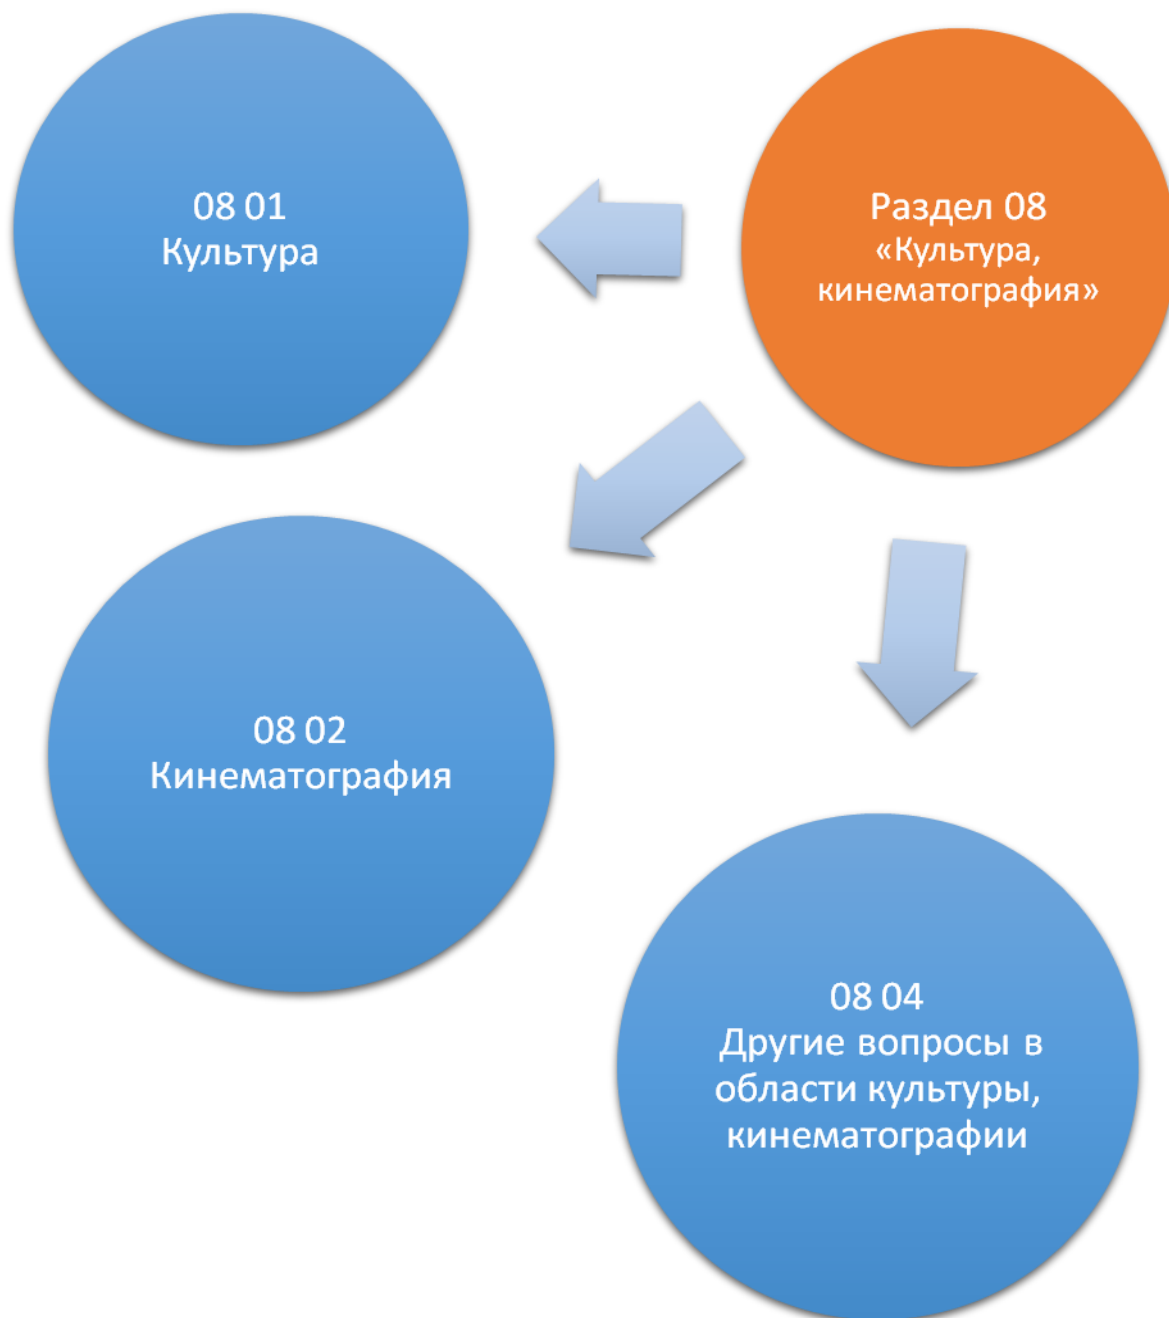 08 01
Культура
Раздел 08
«Культура,
кинематография»
08 02
Кинематография
08 04
Другие вопросы в
области культуры,
кинематографии